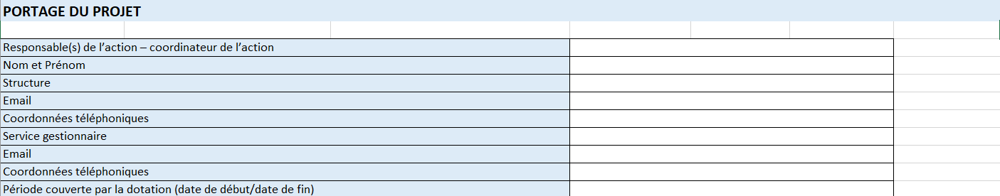 PORTAGE DU PROJET
Responsable(s) de l’action – coordinateur de l’action
Nom et Prénom
Structure
Email
Coordonnées téléphoniques
Service gestionnaire
Email
Coordonnées téléphoniques
Période couverte par la dotation (date de début/date de fin)